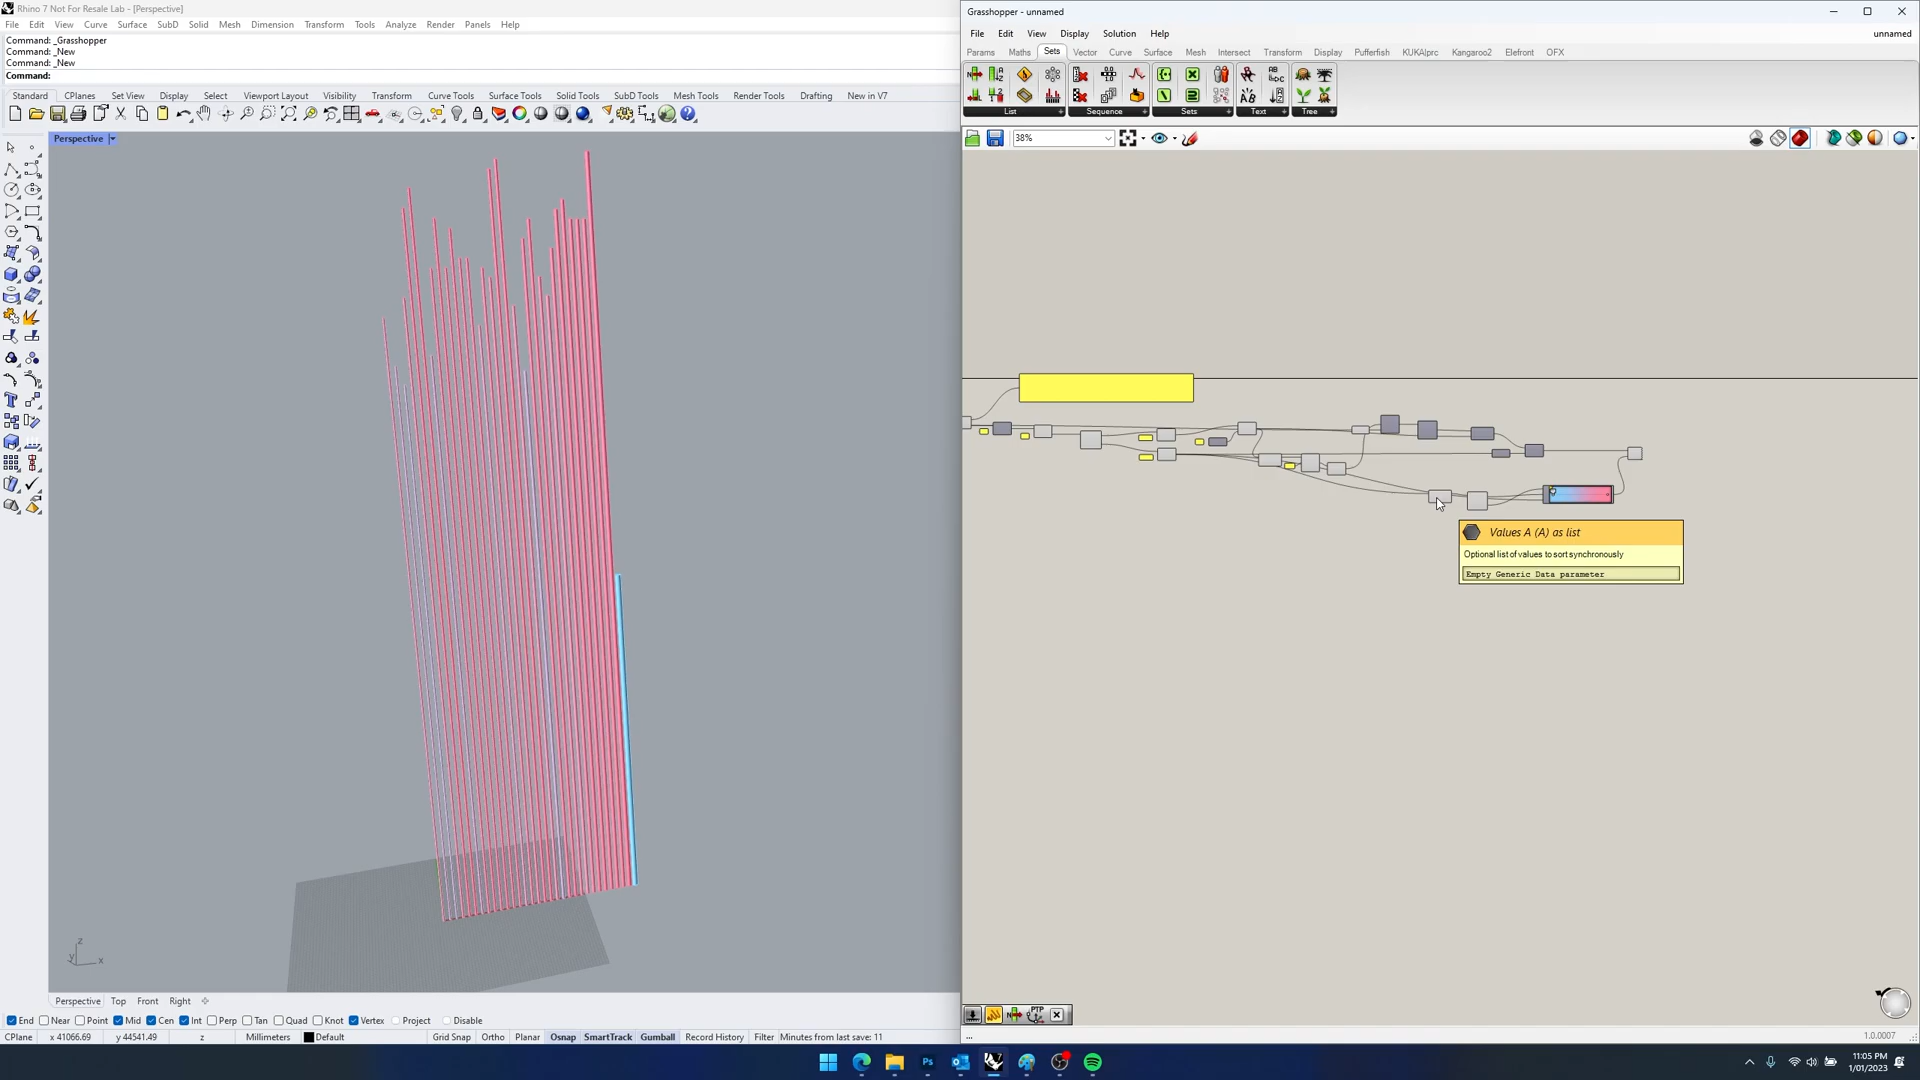 Rhino 7 Not For Resale Lab - [Perspective]
File Edit View Curve Surface SubD Solid Mesh Dimension Transform Tools Analyze Render Panels Help
Command: _Grasshopper
Command: _New
Command: _New
Command:
Standard CPlanes Set View Display Select Viewport Layout Visibility Transform Curve Tools Surface Tools Solid Tools SubD Tools Mesh Tools Render Tools Drafting New in V7
Perspective
z
y
x
Perspective Top Front Right
End Near Point Mid Cen Int Perp Tan Quad Knot Vertex Project Disable
CPlane x 41066.69 y 44541.49 z Millimeters Default Grid Snap Ortho Planar Osnap SmartTrack Gumball Record History Filter Minutes from last save: 11
Grasshopper - unnamed
File Edit View Display Solution Help
unnamed
Params Maths Sets Vector Curve Surface Mesh Intersect Transform Display Pufferfish KUKA|prc Kangaroo2 Elefront OFX
List Sequence Sets Text Tree
38%
Values A (A) as list
Optional list of values to sort synchronously
Empty Generic Data parameter
PTP
...
1.0.0007
11:05 PM
1/01/2023